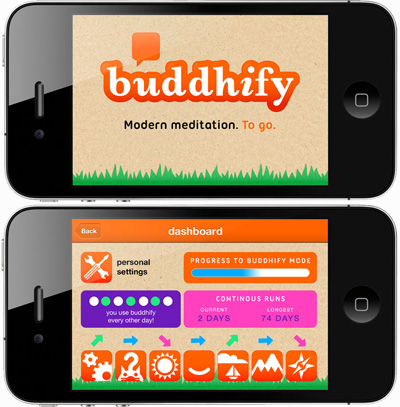 buddhify
Modern meditation. To go.
Back
dashboard
personal
settings
PROGRESS TO BUDDHIFY MODE
you use buddhify
every other day!
CONTINOUS RUNS
CURRENT
LONGEST
2 DAYS
74 DAYS